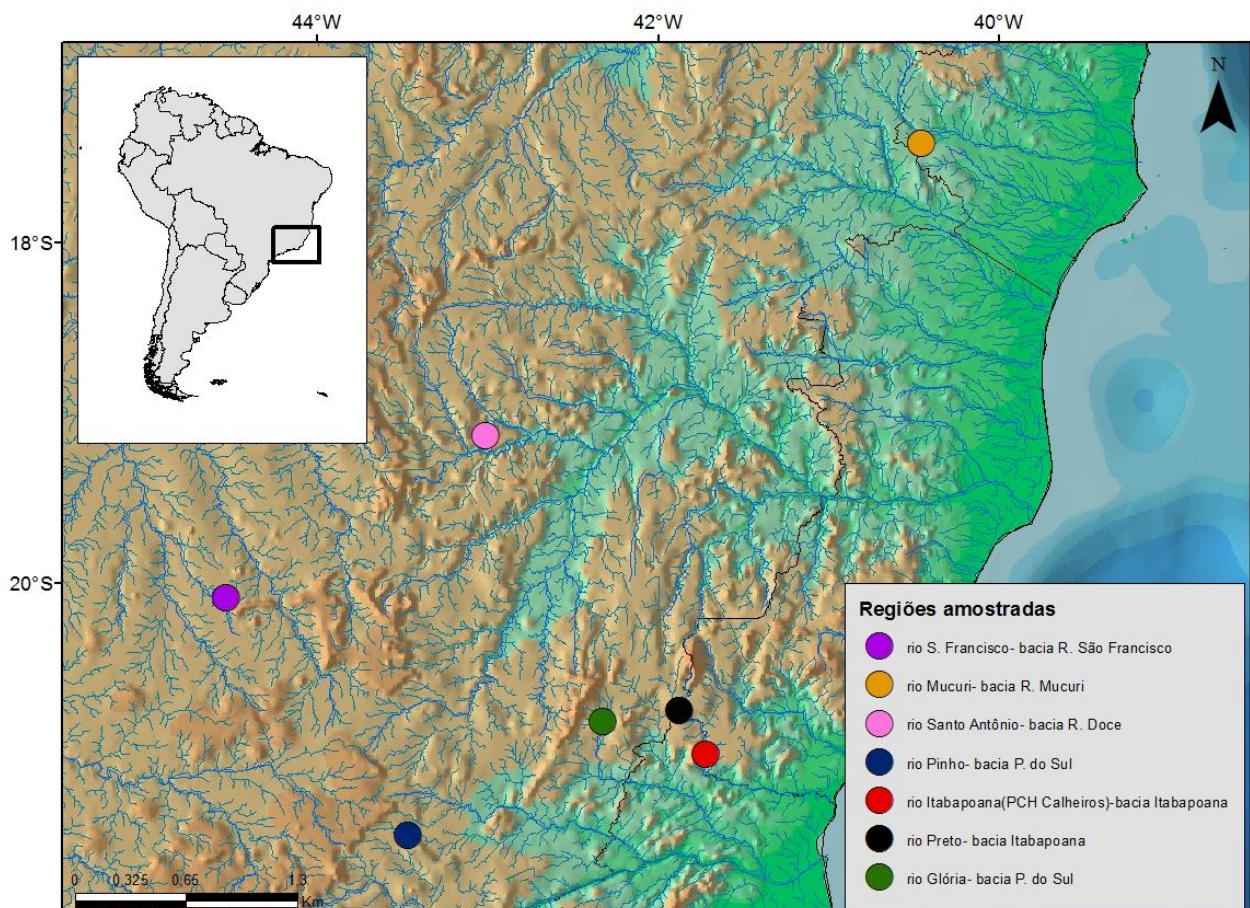 44°W 42°W 40°W
N
18°S
20°S
Regiões amostradas
rio S. Francisco- bacia R. São Francisco
rio Mucuri- bacia R. Mucuri
rio Santo Antônio- bacia R. Doce
rio Pinho- bacia P. do Sul
rio Itabapoana(PCH Calheiros)-bacia Itabapoana
rio Preto- bacia Itabapoana
rio Glória- bacia P. do Sul
0 0,325 0,65 1,3
Km